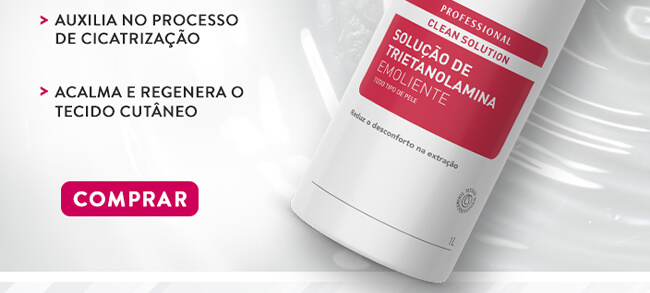 > AUXILIA NO PROCESSO
DE CICATRIZAÇÃO
> ACALMA E REGENERA O
TECIDO CUTÂNEO
COMPRAR
PROFESSIONAL
CLEAN SOLUTION
SOLUÇÃO DE
TRIETANOLAMINA
EMOLIENTE
TODO TIPO DE PELE
Reduz o desconforto na extração